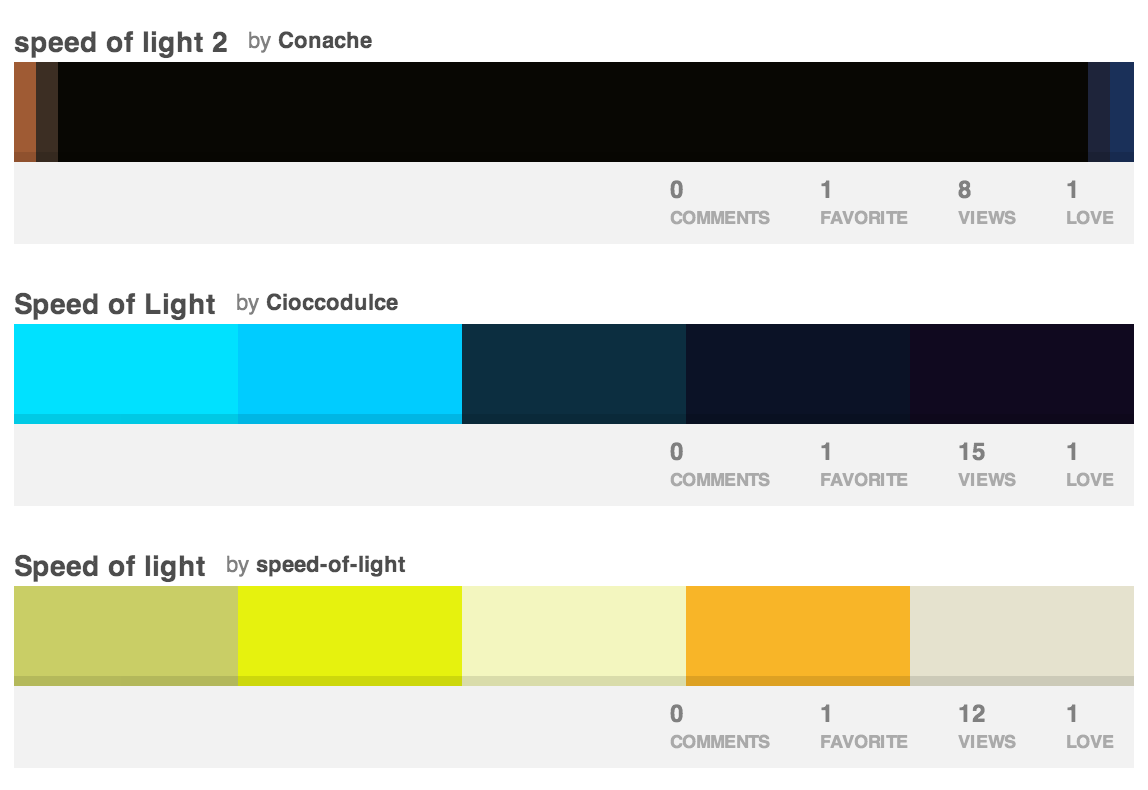 speed of light 2 by Conache
0 1 8 1
COMMENTS FAVORITE VIEWS LOVE
Speed of Light by Cioccodulce
0 1 15 1
COMMENTS FAVORITE VIEWS LOVE
Speed of light by speed-of-light
0 1 12 1
COMMENTS FAVORITE VIEWS LOVE